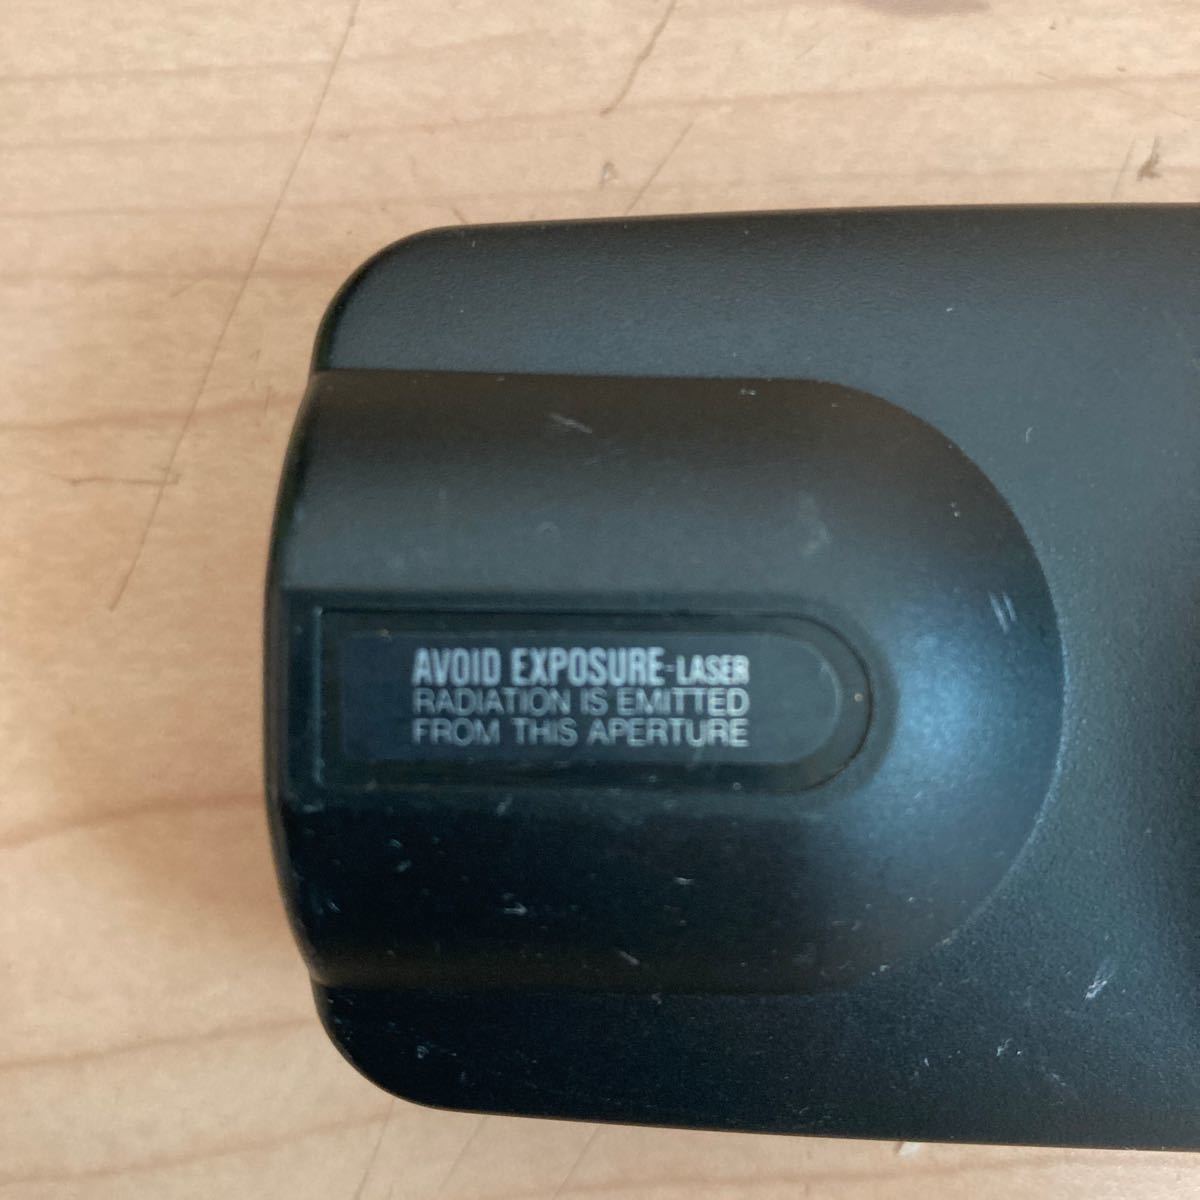 AVOID EXPOSURE-LASER
RADIATION IS EMITTED
FROM THIS APERTURE